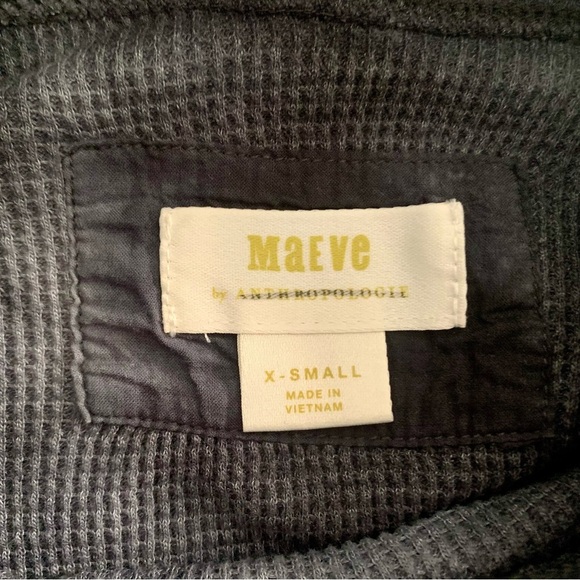 MaEve
by ANTHROPOLOGIE
X-SMALL
MADE IN
VIETNAM